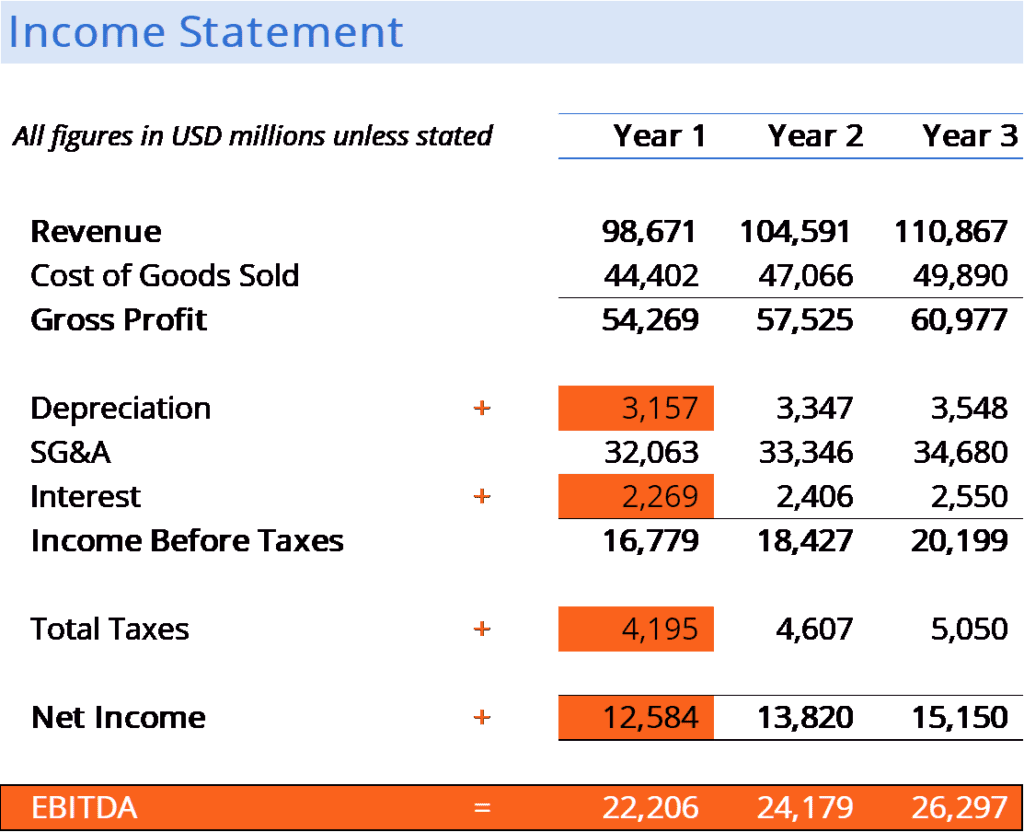 Income Statement
All figures in USD millions unless stated Year 1 Year 2 Year 3
Revenue 98,671 104,591 110,867
Cost of Goods Sold 44,402 47,066 49,890
Gross Profit 54,269 57,525 60,977
Depreciation + 3,157 3,347 3,548
SG&A 32,063 33,346 34,680
Interest + 2,269 2,406 2,550
Income Before Taxes 16,779 18,427 20,199
Total Taxes + 4,195 4,607 5,050
Net Income + 12,584 13,820 15,150
EBITDA = 22,206 24,179 26,297